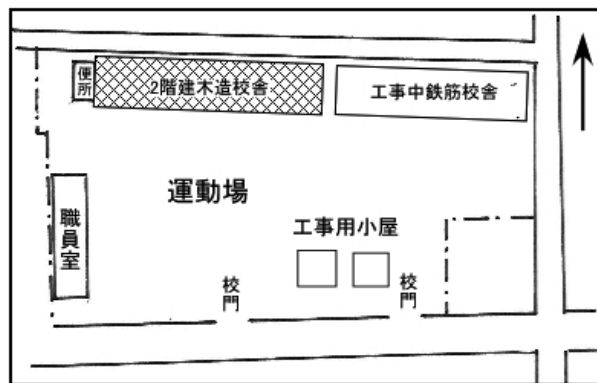 便所
2階建木造校舎
工事中鉄筋校舎
運動場
職員室
工事用小屋
校門
校門